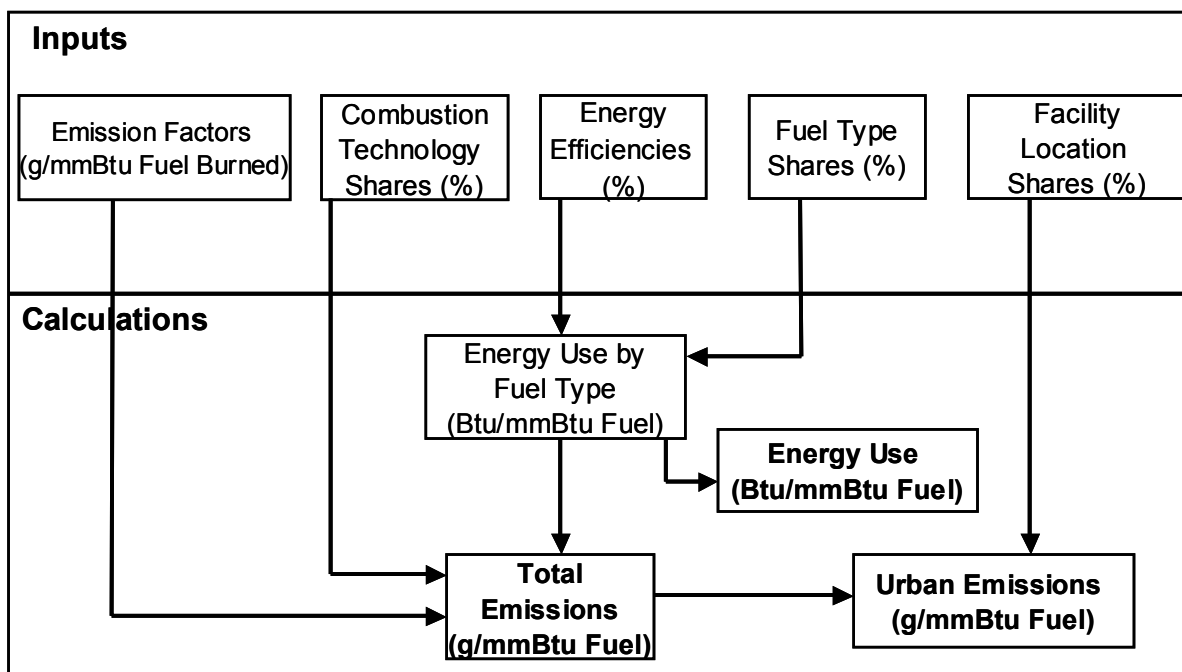 Inputs
Emission Factors
(g/mmBtu Fuel Burned)
Combustion
Technology
Shares (%)
Energy
Efficiencies
(%)
Fuel Type
Shares (%)
Facility
Location
Shares (%)
Calculations
Energy Use by
Fuel Type
(Btu/mmBtu Fuel)
Energy Use
(Btu/mmBtu Fuel)
Total
Emissions
(g/mmBtu Fuel)
Urban Emissions
(g/mmBtu Fuel)